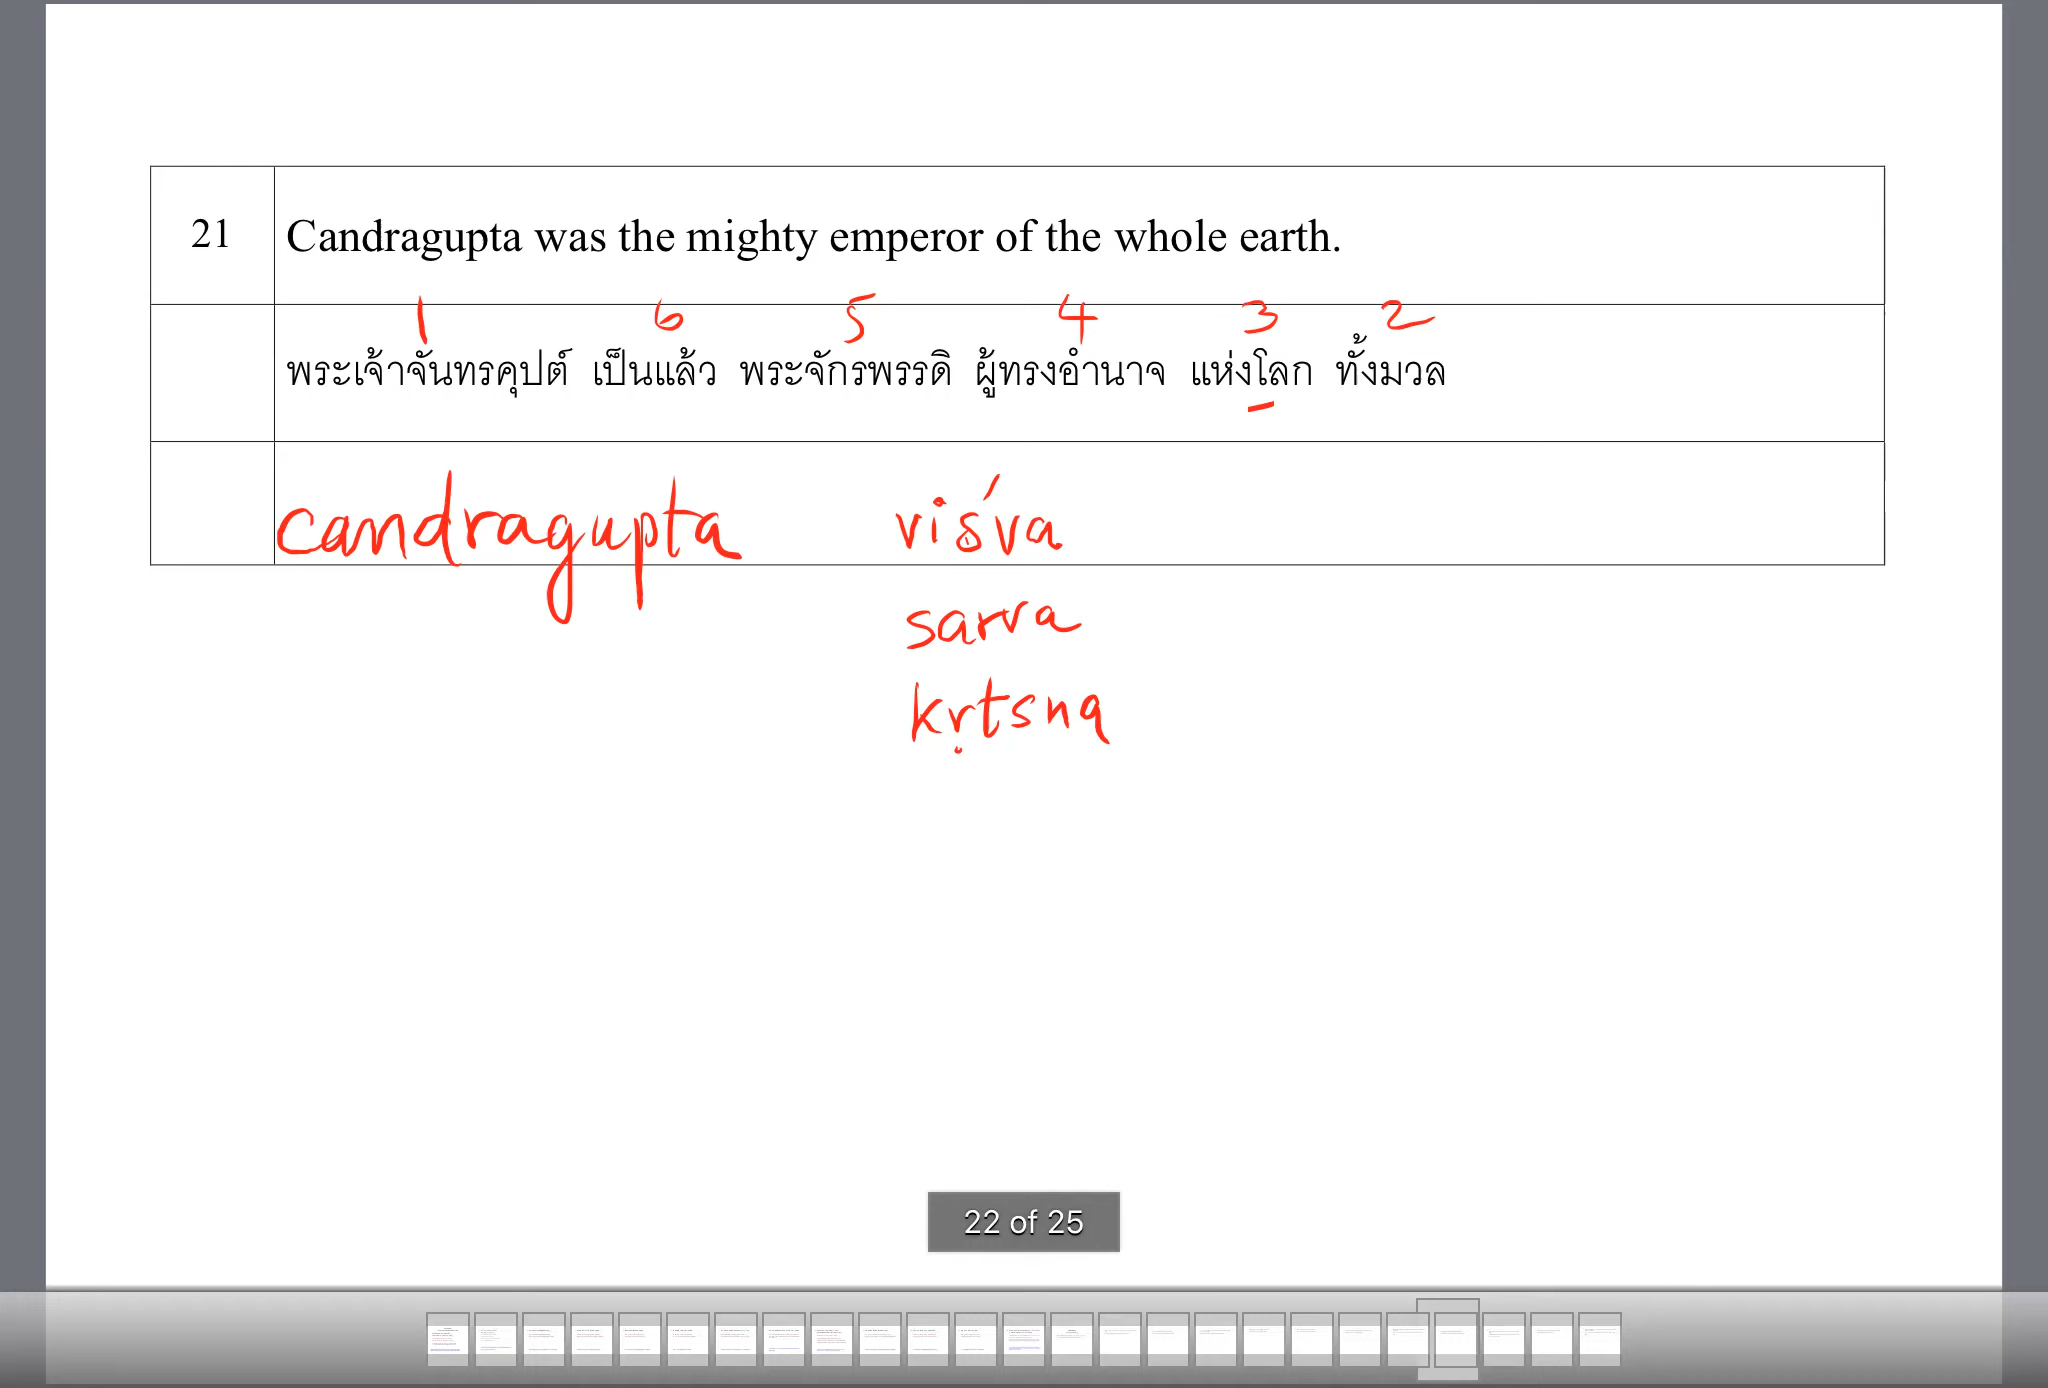 21 Candragupta was the mighty emperor of the whole earth.
1 6 5 4 3 2
พระเจ้าจันทรคุปต์ เป็นแล้ว พระจักรพรรดิ ผู้ทรงอำนาจ แห่งโลก ทั้งมวล
candragupta viśva
sarva
kṛtsna
22 of 25